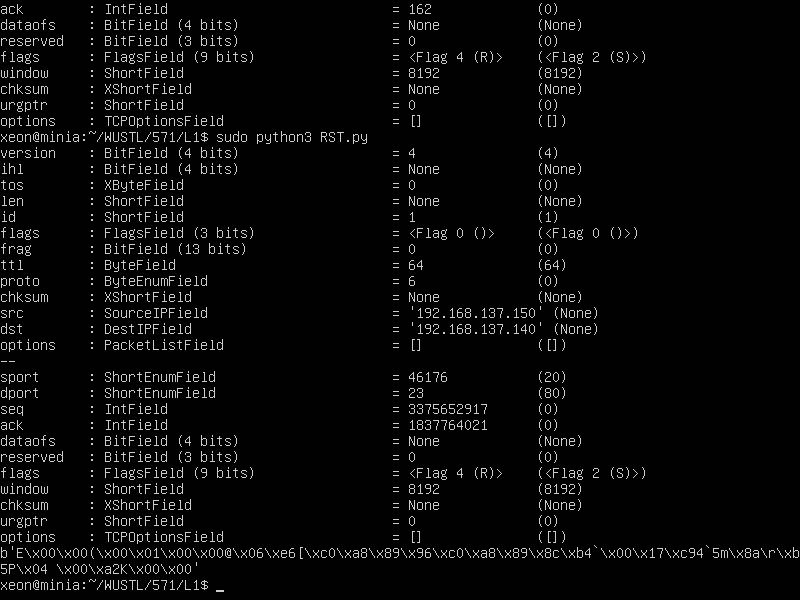 ack       : IntField                            = 162             (0)
dataofs   : BitField (4 bits)                   = None            (None)
reserved  : BitField (3 bits)                   = 0               (0)
flags     : FlagsField (9 bits)                 = <Flag 4 (R)>    (<Flag 2 (S)>)
window    : ShortField                          = 8192            (8192)
chksum    : XShortField                         = None            (None)
urgptr    : ShortField                          = 0               (0)
options   : TCPOptionsField                     = []              ([])
xeon@minia:~/WUSTL/571/L1$ sudo python3 RST.py
version   : BitField (4 bits)                   = 4               (4)
ihl       : BitField (4 bits)                   = None            (None)
tos       : XByteField                          = 0               (0)
len       : ShortField                          = None            (None)
id        : ShortField                          = 1               (1)
flags     : FlagsField (3 bits)                 = <Flag 0 ()>     (<Flag 0 ()>)
frag      : BitField (13 bits)                  = 0               (0)
ttl       : ByteField                           = 64              (64)
proto     : ByteEnumField                       = 6               (0)
chksum    : XShortField                         = None            (None)
src       : SourceIPField                       = '192.168.137.150' (None)
dst       : DestIPField                         = '192.168.137.140' (None)
options   : PacketListField                     = []              ([])
--
sport     : ShortEnumField                      = 46176           (20)
dport     : ShortEnumField                      = 23              (80)
seq       : IntField                            = 3375652917      (0)
ack       : IntField                            = 1837764021      (0)
dataofs   : BitField (4 bits)                   = None            (None)
reserved  : BitField (3 bits)                   = 0               (0)
flags     : FlagsField (9 bits)                 = <Flag 4 (R)>    (<Flag 2 (S)>)
window    : ShortField                          = 8192            (8192)
chksum    : XShortField                         = None            (None)
urgptr    : ShortField                          = 0               (0)
options   : TCPOptionsField                     = []              ([])
b'E\x00\x00(\x00\x01\x00\x00@\x06\xe6[\xc0\xa8\x89\x96\xc0\xa8\x89\x8c\xb4`\x00\x17\xc94`5m\x8a\r\xb
5P\x04 \x00\xa2K\x00\x00'
xeon@minia:~/WUSTL/571/L1$ _